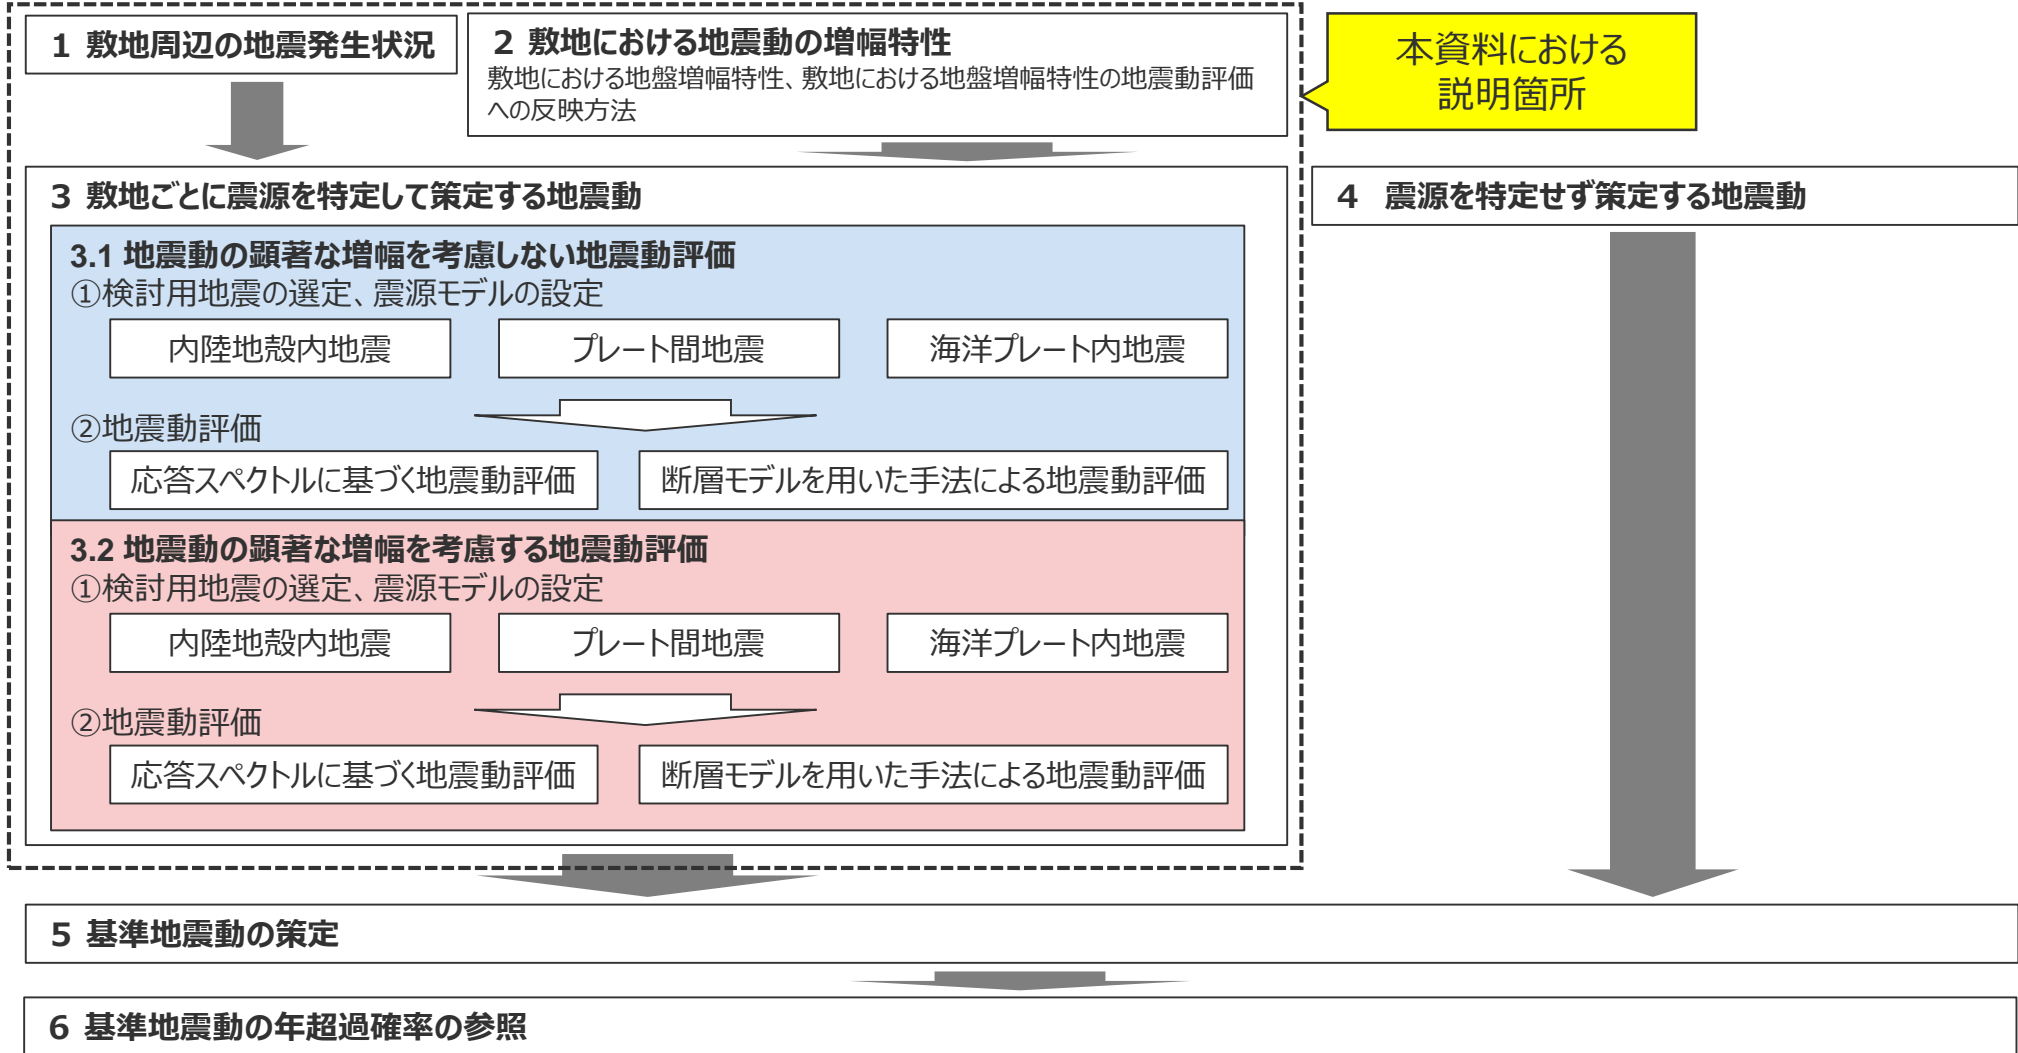 1 敷地周辺の地震発生状況
2 敷地における地震動の増幅特性
敷地における地盤増幅特性、敷地における地盤増幅特性の地震動評価
への反映方法
本資料における
説明箇所
3 敷地ごとに震源を特定して策定する地震動
4 震源を特定せず策定する地震動
3.1 地震動の顕著な増幅を考慮しない地震動評価
①検討用地震の選定、震源モデルの設定
内陸地殻内地震
プレート間地震
海洋プレート内地震
②地震動評価
応答スペクトルに基づく地震動評価
断層モデルを用いた手法による地震動評価
3.2 地震動の顕著な増幅を考慮する地震動評価
①検討用地震の選定、震源モデルの設定
内陸地殻内地震
プレート間地震
海洋プレート内地震
②地震動評価
応答スペクトルに基づく地震動評価
断層モデルを用いた手法による地震動評価
5 基準地震動の策定
6 基準地震動の年超過確率の参照